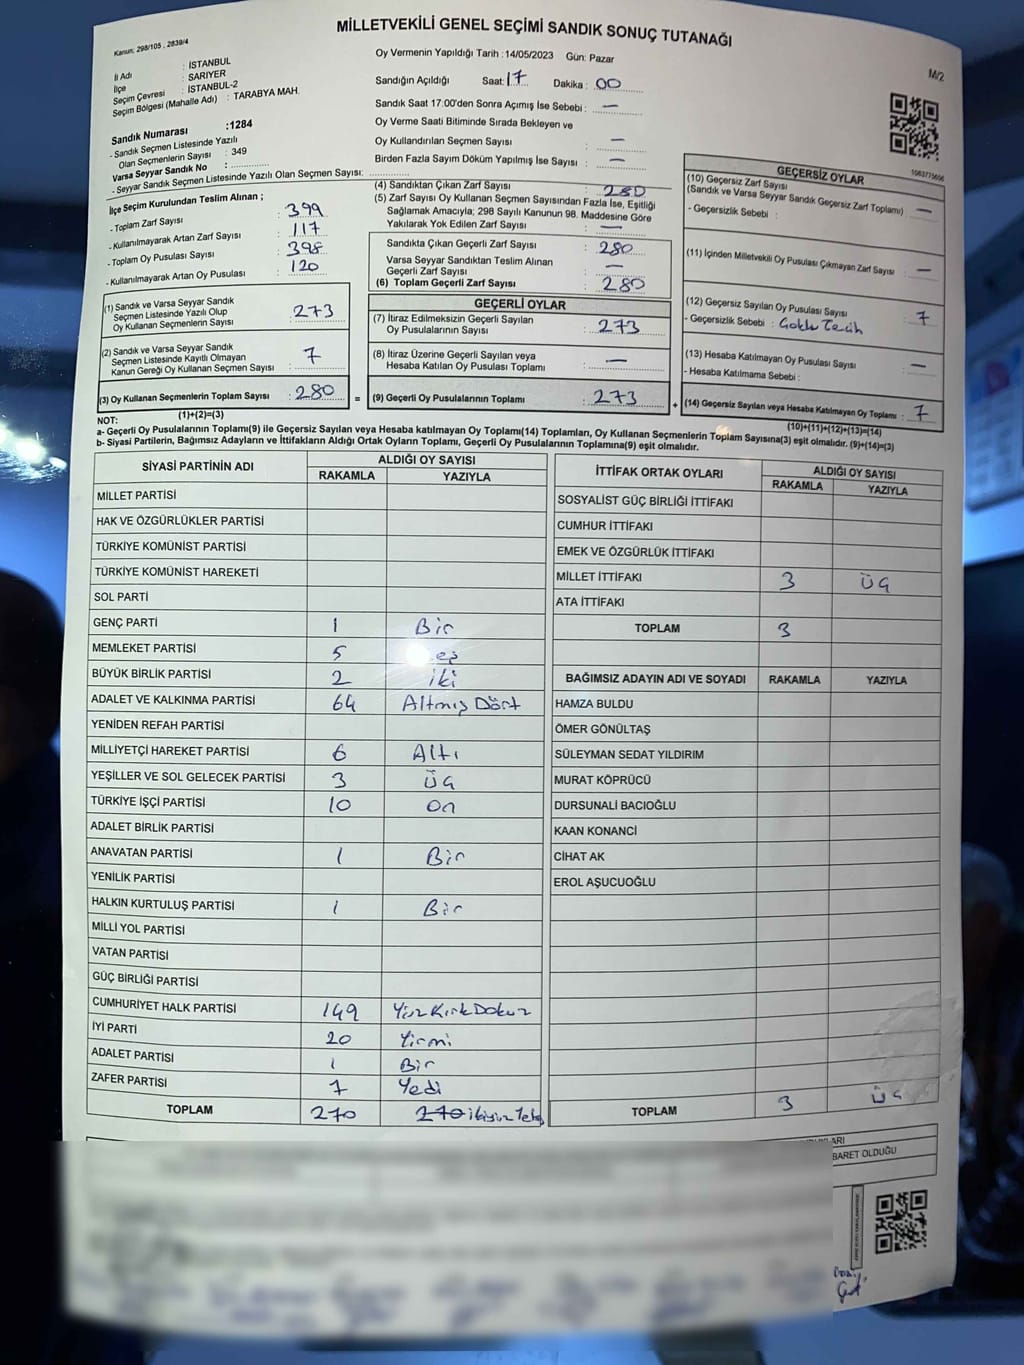 MİLLETVEKİLİ GENEL SEÇİMİ SANDIK SONUÇ TUTANAĞI
Kanun: 298/105 , 2839/4
Oy Vermenin Yapıldığı Tarih :14/05/2023 Gün: Pazar
M/2
İl Adı : İSTANBUL
İlçe : SARIYER
Seçim Çevresi : İSTANBUL-2
Seçim Bölgesi (Mahalle Adı) : TARABYA MAH.
Sandığın Açıldığı Saat: 17 Dakika : 00
Sandık Saat 17.00'den Sonra Açımış İse Sebebi : —
Oy Verme Saati Bitiminde Sırada Bekleyen ve
Oy Kullandırılan Seçmen Sayısı : —
Birden Fazla Sayım Döküm Yapılmış İse Sayısı : —
Sandık Numarası :1284
- Sandık Seçmen Listesinde Yazılı
Olan Seçmenlerin Sayısı : 349
Varsa Seyyar Sandık No :
- Seyyar Sandık Seçmen Listesinde Yazılı Olan Seçmen Sayısı:
1063775656
İlçe Seçim Kurulundan Teslim Alınan ;
- Toplam Zarf Sayısı : 399
- Kullanılmayarak Artan Zarf Sayısı : 117
- Toplam Oy Pusulası Sayısı : 398
- Kullanılmayarak Artan Oy Pusulası : 120
(1) Sandık ve Varsa Seyyar Sandık
Seçmen Listesinde Yazılı Olup
Oy Kullanan Seçmenlerin Sayısı : 273
(2) Sandık ve Varsa Seyyar Sandık
Seçmen Listesinde Kayıtlı Olmayan
Kanun Gereği Oy Kullanan Seçmen Sayısı : 7
(3) Oy Kullanan Seçmenlerin Toplam Sayısı : 280 =
(1)+(2)=(3)
(4) Sandıktan Çıkan Zarf Sayısı : 280
(5) Zarf Sayısı Oy Kullanan Seçmen Sayısından Fazla İse, Eşitliği
Sağlamak Amacıyla; 298 Sayılı Kanunun 98. Maddesine Göre
Yakılarak Yok Edilen Zarf Sayısı : —
Sandıkta Çıkan Geçerli Zarf Sayısı : 280
Varsa Seyyar Sandıktan Teslim Alınan
Geçerli Zarf Sayısı : —
(6) Toplam Geçerli Zarf Sayısı : 280
GEÇERLİ OYLAR
(7) İtiraz Edilmeksizin Geçerli Sayılan
Oy Pusulalarının Sayısı : 273
(8) İtiraz Üzerine Geçerli Sayılan veya
Hesaba Katılan Oy Pusulası Toplamı : —
(9) Geçerli Oy Pusulalarının Toplamı : 273 +
GEÇERSİZ OYLAR
(10) Geçersiz Zarf Sayısı
(Sandık ve Varsa Seyyar Sandık Geçersiz Zarf Toplamı) : —
- Geçersizlik Sebebi :
(11) İçinden Milletvekili Oy Pusulası Çıkmayan Zarf Sayısı : —
(12) Geçersiz Sayılan Oy Pusulası Sayısı : 7
- Geçersizlik Sebebi : Çoklu Tercih
(13) Hesaba Katılmayan Oy Pusulası Sayısı : —
- Hesaba Katılmama Sebebi :
(14) Geçersiz Sayılan veya Hesaba Katılmayan Oy Toplamı : 7
(10)+(11)+(12)+(13)=(14)
NOT:
a- Geçerli Oy Pusulalarının Toplamı(9) ile Geçersiz Sayılan veya Hesaba katılmayan Oy Toplamı(14) Toplamları, Oy Kullanan Seçmenlerin Toplam Sayısına(3) eşit olmalıdır. (9)+(14)=(3)
b- Siyasi Partilerin, Bağımsız Adayların ve İttifakların Aldığı Ortak Oyların Toplamı, Geçerli Oy Pusulalarının Toplamına(9) eşit olmalıdır.
SİYASİ PARTİNİN ADI ALDIĞI OY SAYISI
RAKAMLA YAZIYLA
MİLLET PARTİSİ
HAK VE ÖZGÜRLÜKLER PARTİSİ
TÜRKİYE KOMÜNİST PARTİSİ
TÜRKİYE KOMÜNİST HAREKETİ
SOL PARTİ
GENÇ PARTİ 1 Bir
MEMLEKET PARTİSİ 5
BÜYÜK BİRLİK PARTİSİ 2 iki
ADALET VE KALKINMA PARTİSİ 64 Altmış Dört
YENİDEN REFAH PARTİSİ
MİLLİYETÇİ HAREKET PARTİSİ 6 Altı
YEŞİLLER VE SOL GELECEK PARTİSİ 3 Üç
TÜRKİYE İŞÇİ PARTİSİ 10 On
ADALET BİRLİK PARTİSİ
ANAVATAN PARTİSİ 1 Bir
YENİLİK PARTİSİ
HALKIN KURTULUŞ PARTİSİ 1 Bir
MİLLİ YOL PARTİSİ
VATAN PARTİSİ
GÜÇ BİRLİĞİ PARTİSİ
CUMHURİYET HALK PARTİSİ 149 YüzKırkDokuz
İYİ PARTİ 20 Yirmi
ADALET PARTİSİ 1 Bir
ZAFER PARTİSİ 7 Yedi
TOPLAM 270 270
İTTİFAK ORTAK OYLARI ALDIĞI OY SAYISI
RAKAMLA YAZIYLA
SOSYALİST GÜÇ BİRLİĞİ İTTİFAKI
CUMHUR İTTİFAKI
EMEK VE ÖZGÜRLÜK İTTİFAKI
MİLLET İTTİFAKI 3 Üç
ATA İTTİFAKI
TOPLAM 3
BAĞIMSIZ ADAYIN ADI VE SOYADI RAKAMLA YAZIYLA
HAMZA BULDU
ÖMER GÖNÜLTAŞ
SÜLEYMAN SEDAT YILDIRIM
MURAT KÖPRÜCÜ
DURSUNALİ BACIOĞLU
KAAN KONANCİ
CİHAT AK
EROL AŞUCUOĞLU
TOPLAM 3 Üç
BARET OLDUĞU